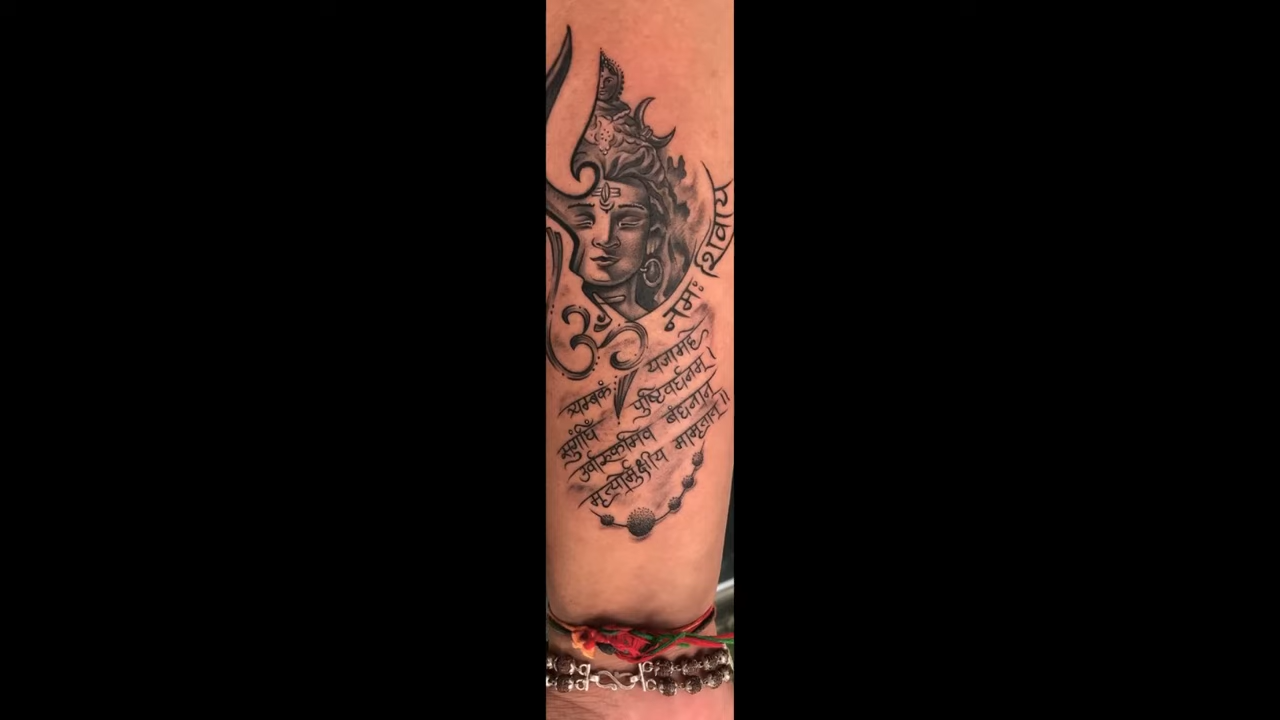 नमः शिवाय
ॐ
त्र्यम्बकं यजामहे
सुगंधिं पुष्टिवर्धनम् ।
उर्वारुकमिव बंधनान्
मृत्योर्मुक्षीय मामृतात् ॥